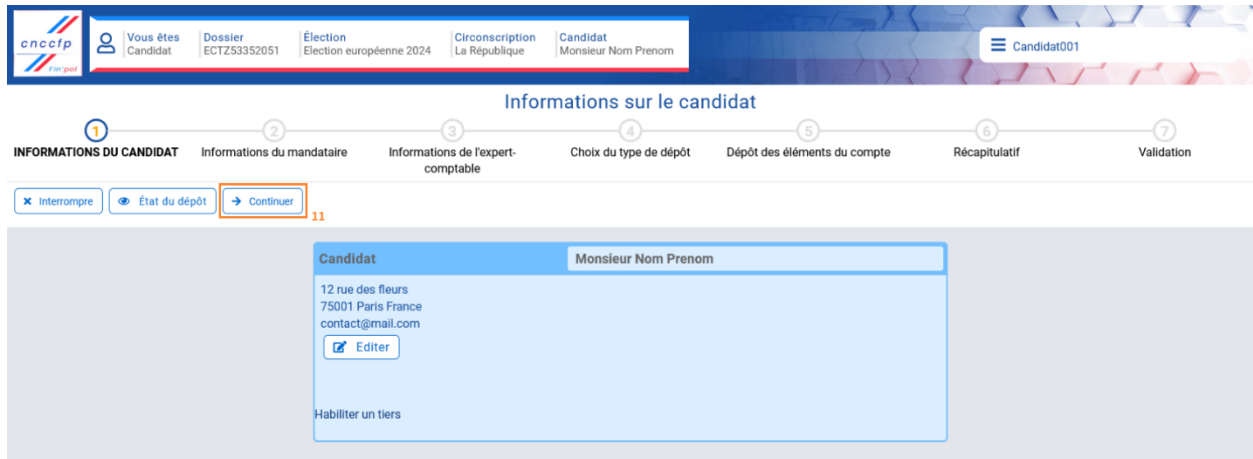 cnccfp
Fin'pol
Vous êtes
Candidat
Dossier
ECTZ53352051
Élection
Election européenne 2024
Circonscription
La République
Candidat
Monsieur Nom Prenom
Candidat001
Informations sur le candidat
1
INFORMATIONS DU CANDIDAT
2
Informations du mandataire
3
Informations de l'expert-
comptable
4
Choix du type de dépôt
5
Dépôt des éléments du compte
6
Récapitulatif
7
Validation
Interrompre
État du dépôt
Continuer
11
Candidat
Monsieur Nom Prenom
12 rue des fleurs
75001 Paris France
contact@mail.com
Editer
Habiliter un tiers